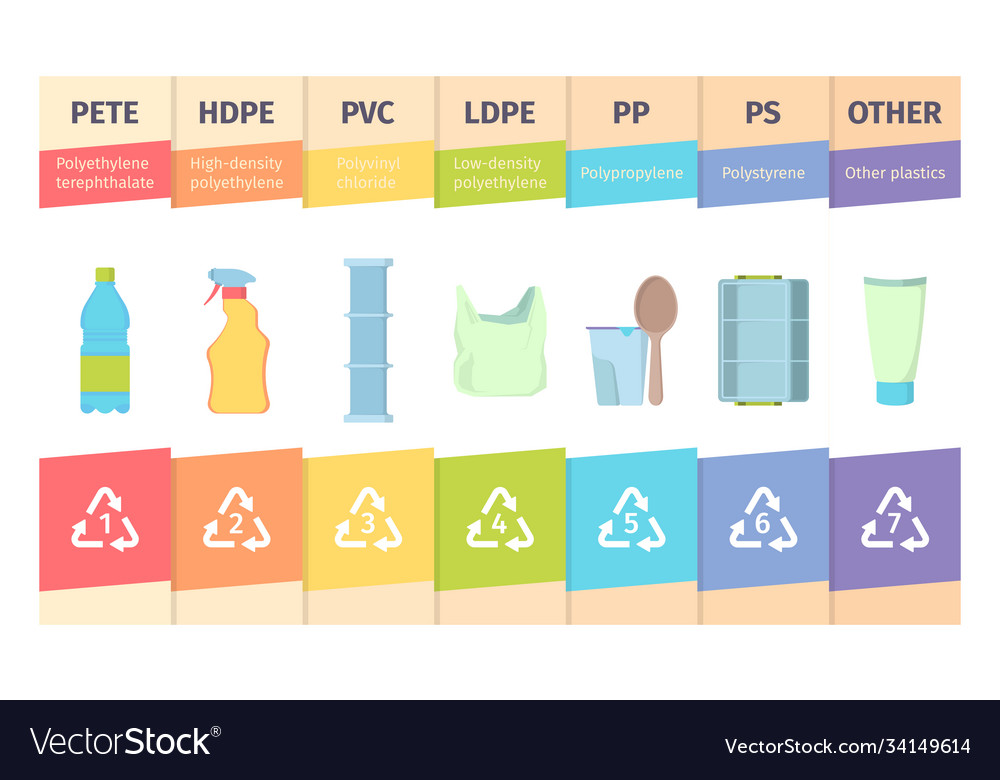 PETE HDPE PVC LDPE PP PS OTHER
Polyethylene terephthalate
High-density polyethylene
Polyvinyl chloride
Low-density polyethylene
Polypropylene
Polystyrene
Other plastics
1 2 3 4 5 6 7
VectorStock®
VectorStock.com/34149614